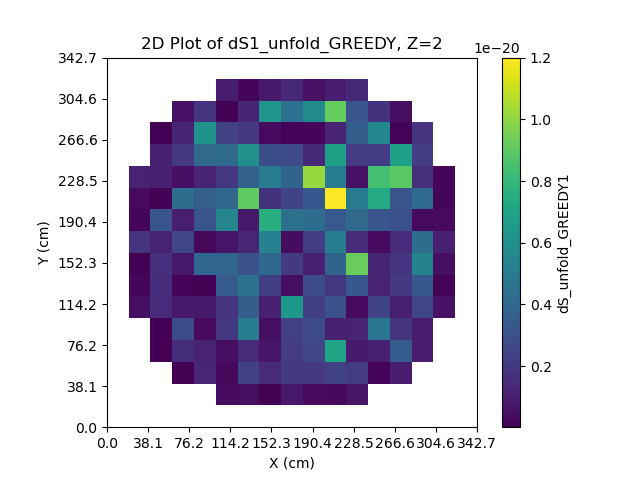 2D Plot of dS1_unfold_GREEDY, Z=2
1e−20
342.7
304.6
266.6
228.5
190.4
152.3
114.2
76.2
38.1
0.0
Y (cm)
0.0 38.1 76.2 114.2 152.3 190.4 228.5 266.6 304.6 342.7
X (cm)
1.2
1.0
0.8
0.6
0.4
0.2
dS_unfold_GREEDY1